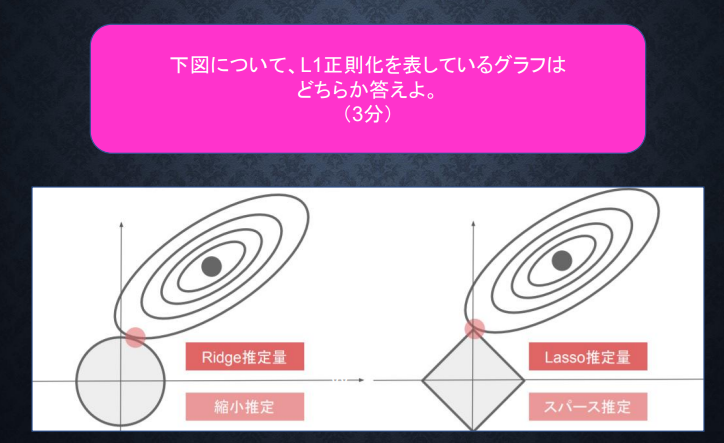 下図について、L1正則化を表しているグラフは
どちらか答えよ。
（3分）
Ridge推定量
縮小推定
Lasso推定量
スパース推定